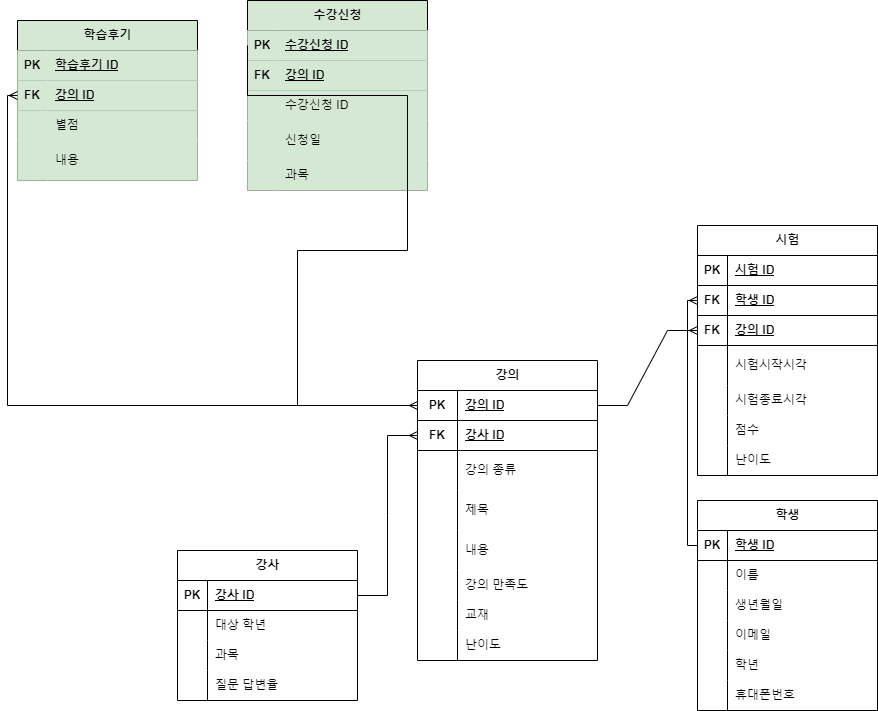 학습후기
PK 학습후기 ID
FK 강의 ID
별점
내용
수강신청
PK 수강신청 ID
FK 강의 ID
수강신청 ID
신청일
과목
시험
PK 시험 ID
FK 학생 ID
FK 강의 ID
시험시작시각
시험종료시각
점수
난이도
강의
PK 강의 ID
FK 강사 ID
강의 종류
제목
내용
강의 만족도
교재
난이도
강사
PK 강사 ID
대상 학년
과목
질문 답변율
학생
PK 학생 ID
이름
생년월일
이메일
학년
휴대폰번호